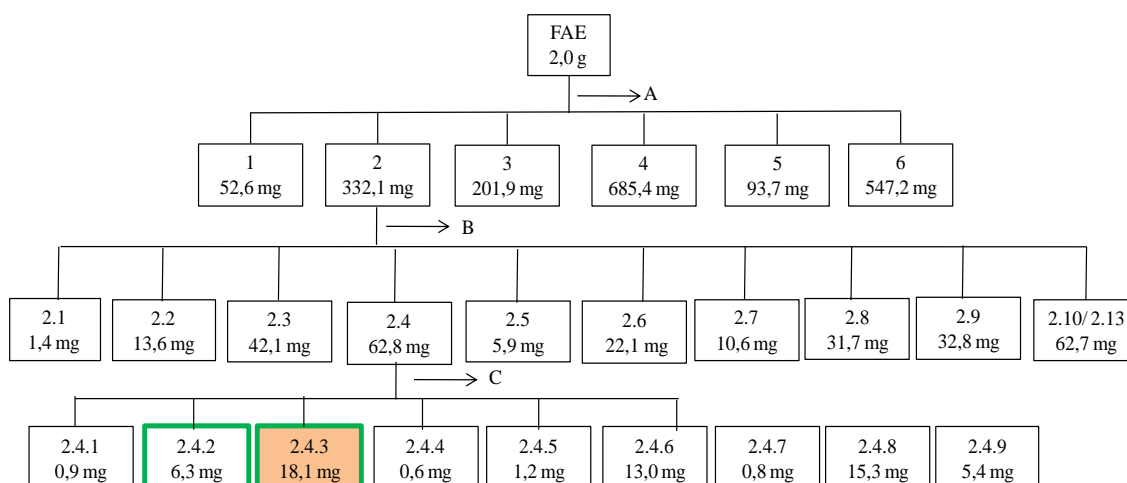 FAE
2,0 g
A
1
52,6 mg
2
332,1 mg
3
201,9 mg
4
685,4 mg
5
93,7 mg
6
547,2 mg
B
2.1
1,4 mg
2.2
13,6 mg
2.3
42,1 mg
2.4
62,8 mg
2.5
5,9 mg
2.6
22,1 mg
2.7
10,6 mg
2.8
31,7 mg
2.9
32,8 mg
2.10/ 2.13
62,7 mg
C
2.4.1
0,9 mg
2.4.2
6,3 mg
2.4.3
18,1 mg
2.4.4
0,6 mg
2.4.5
1,2 mg
2.4.6
13,0 mg
2.4.7
0,8 mg
2.4.8
15,3 mg
2.4.9
5,4 mg